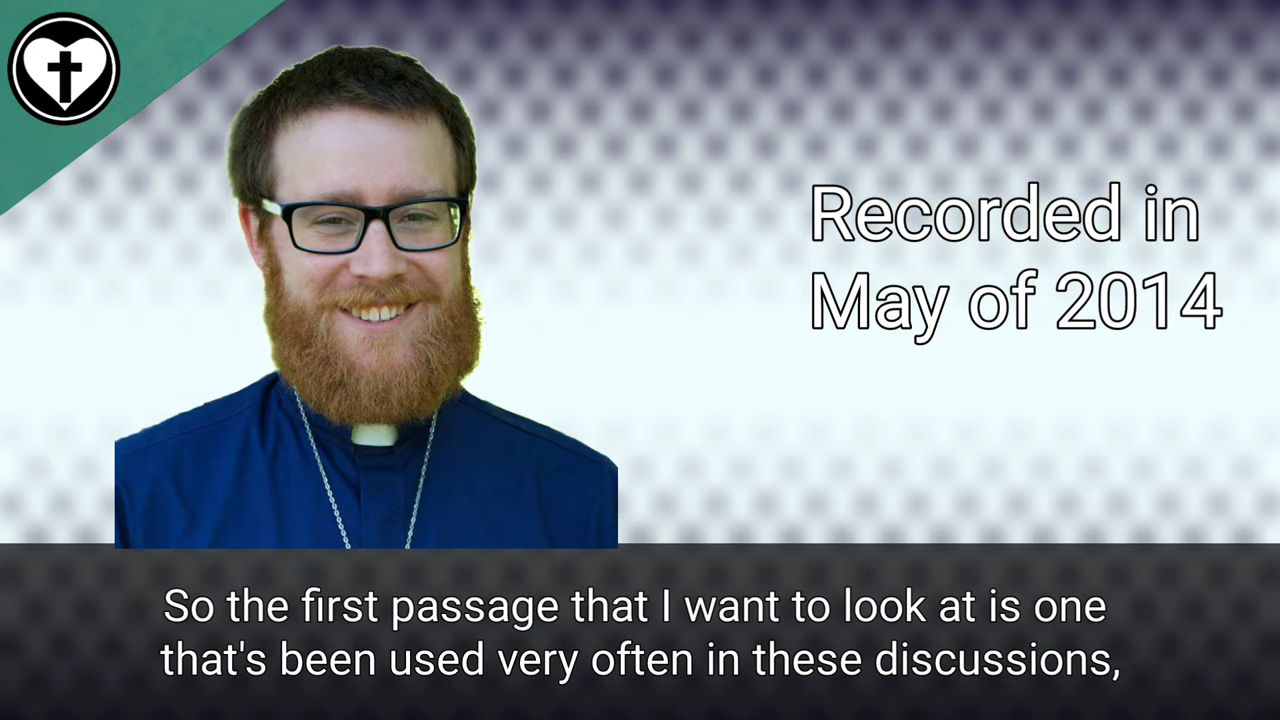 Recorded in
May of 2014
So the first passage that I want to look at is one
that's been used very often in these discussions,